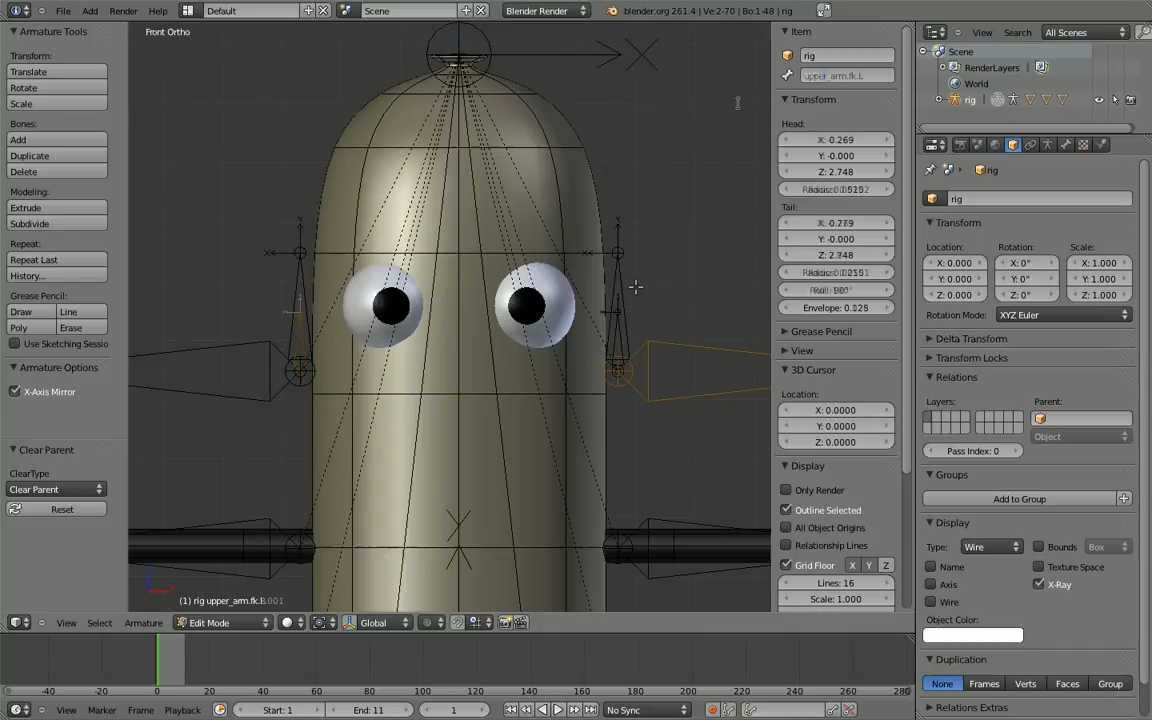 File Add Render Help Default Scene Blender Render blender.org 261.4 | Ve:2-70 | Bo:1-48 | rig
Armature Tools
Transform:
Translate
Rotate
Scale
Bones:
Add
Duplicate
Delete
Modeling:
Extrude
Subdivide
Repeat:
Repeat Last
History...
Grease Pencil:
Draw Line
Poly Erase
Use Sketching Sessio
Armature Options
X-Axis Mirror
Clear Parent
ClearType
Clear Parent
Reset
Front Ortho
(1) rig upper_arm.fk.
View Select Armature Edit Mode Global
Item
rig
upper_arm.fk.L
Transform
Head:
X:
Y: -0.000
Z: 2.748
Radius:
Tail:
X:
Y: -0.000
Z: 2.748
Radius:
Envelope:
Grease Pencil
View
3D Cursor
Location:
X: 0.0000
Y: 0.0000
Z: 0.0000
Display
Only Render
Outline Selected
All Object Origins
Relationship Lines
Grid Floor X Y Z
Lines: 16
Scale: 1.000
View Search All Scenes
Scene
RenderLayers
World
rig
rig
rig
Transform
Location: Rotation: Scale:
X: 0.000 X: 0° X: 1.000
Y: 0.000 Y: 0° Y: 1.000
Z: 0.000 Z: 0° Z: 1.000
Rotation Mode: XYZ Euler
Delta Transform
Transform Locks
Relations
Layers: Parent:
Object
Pass Index: 0
Groups
Add to Group
Display
Type: Wire Bounds Box
Name Texture Space
Axis X-Ray
Wire
Object Color:
Duplication
None Frames Verts Faces Group
Relations Extras
-40 -20 0 20 40 60 80 100 120 140 160 180 200 220 240 260 280
View Marker Frame Playback Start: 1 End: 11 1 No Sync